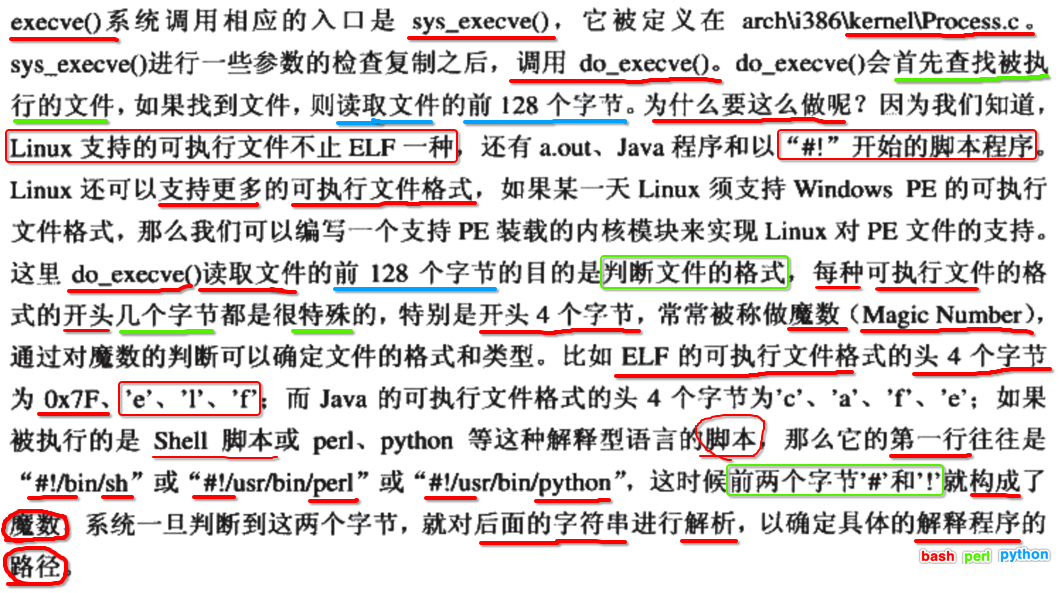 execve()系统调用相应的入口是 sys_execve()，它被定义在 arch\i386\kernel\Process.c。
sys_execve()进行一些参数的检查复制之后，调用 do_execve()。do_execve()会首先查找被执
行的文件，如果找到文件，则读取文件的前 128 个字节。为什么要这么做呢？因为我们知道，
Linux 支持的可执行文件不止 ELF 一种，还有 a.out、Java 程序和以“#!”开始的脚本程序。
Linux 还可以支持更多的可执行文件格式，如果某一天 Linux 须支持 Windows PE 的可执行
文件格式，那么我们可以编写一个支持 PE 装载的内核模块来实现 Linux 对 PE 文件的支持。
这里 do_execve()读取文件的前 128 个字节的目的是判断文件的格式，每种可执行文件的格
式的开头几个字节都是很特殊的，特别是开头 4 个字节，常常被称做魔数（Magic Number），
通过对魔数的判断可以确定文件的格式和类型。比如 ELF 的可执行文件格式的头 4 个字节
为 0x7F、'e'、'l'、'f'；而 Java 的可执行文件格式的头 4 个字节为'c'、'a'、'f'、'e'；如果
被执行的是 Shell 脚本或 perl、python 等这种解释型语言的脚本，那么它的第一行往往是
“#!/bin/sh”或“#!/usr/bin/perl”或“#!/usr/bin/python”，这时候前两个字节'#'和'!'就构成了
魔数，系统一旦判断到这两个字节，就对后面的字符串进行解析，以确定具体的解释程序的
路径。
bash perl python